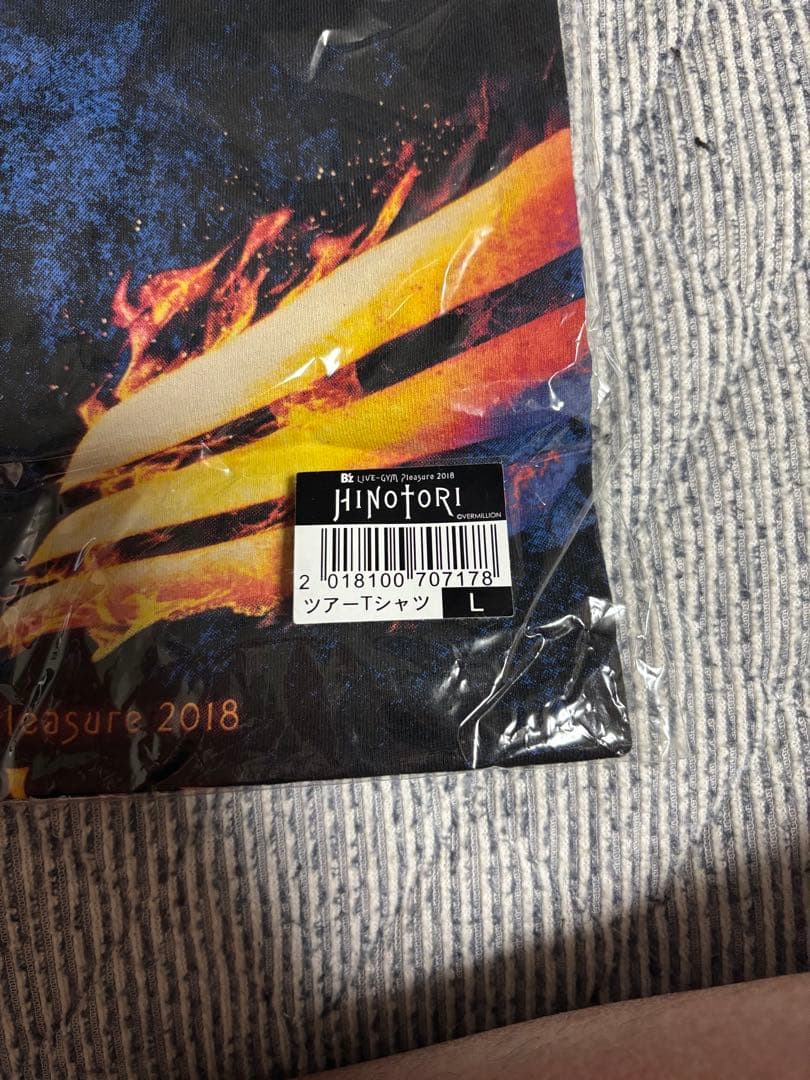 B'z LIVE-GYM Pleasure 2018
HINOTORI
©VERMILLION
2 018100 707178
ツアーTシャツ L
leasure 2018